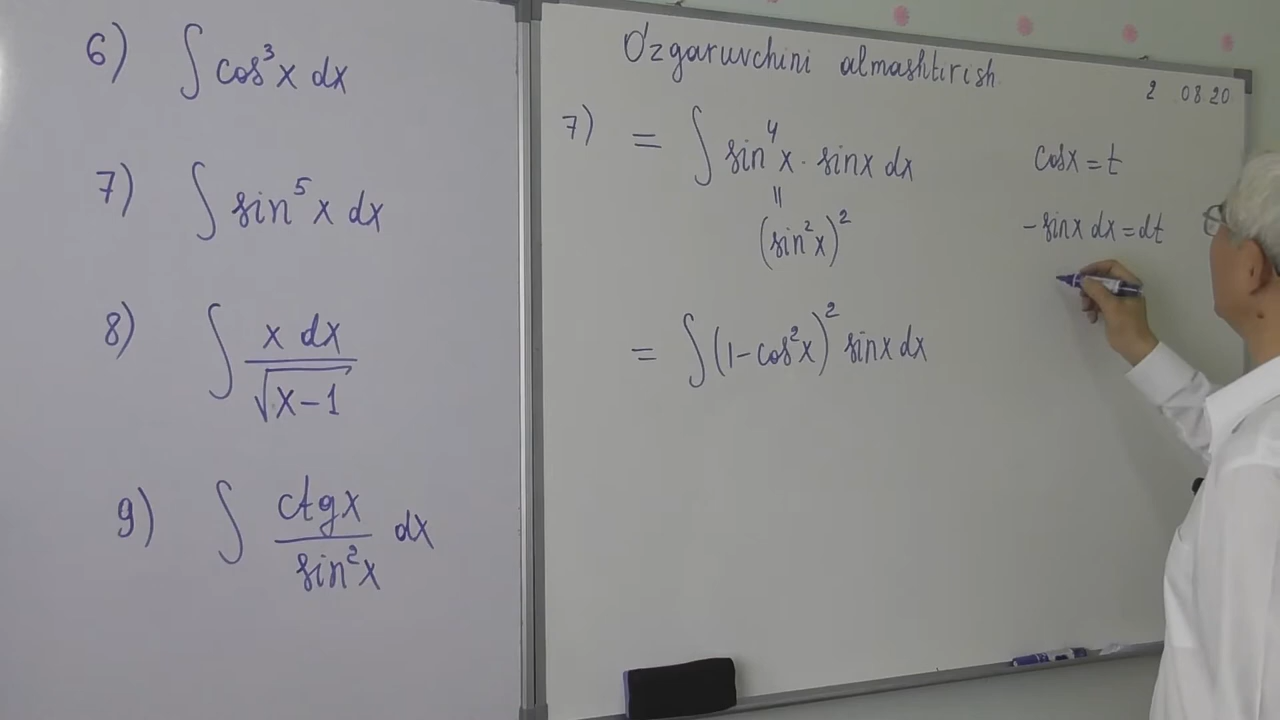 6) ∫ cos³x dx
7) ∫ sin⁵x dx
8) ∫ x dx / √(x−1)
9) ∫ ctgx / sin²x dx
O'zgaruvchini almashtirish
2 08 20
7) = ∫ sin⁴x · sinx dx
=
(sin²x)²
= ∫ (1−cos²x)² sinx dx
cosx = t
−sinx dx = dt